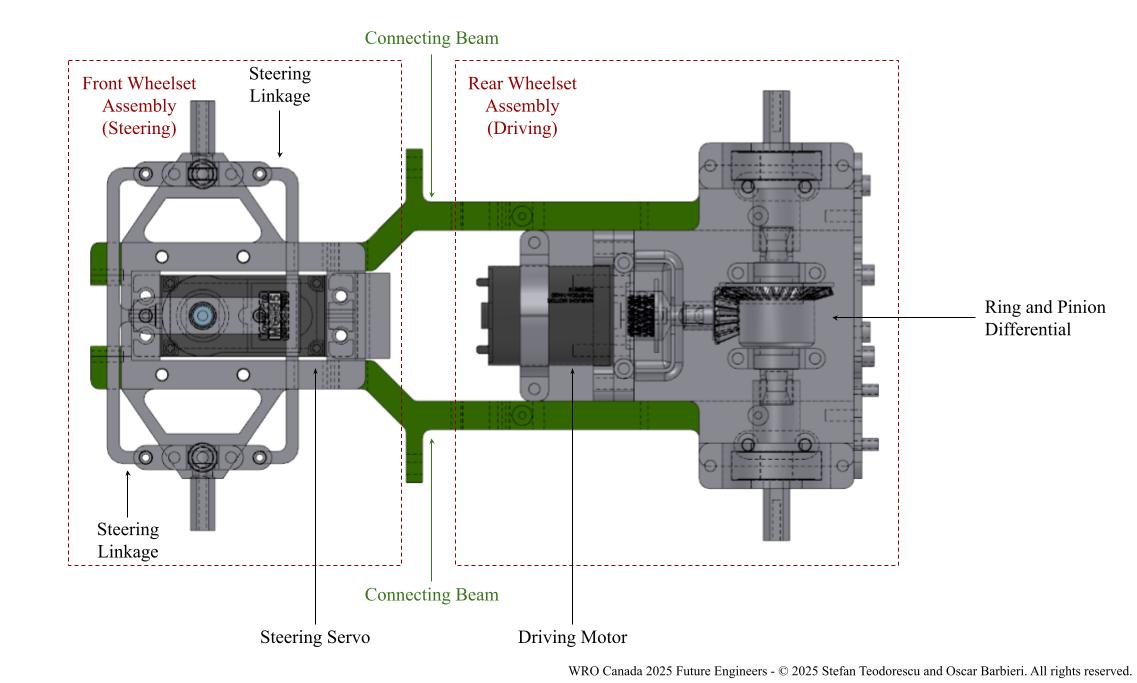 Connecting Beam
Front Wheelset
Assembly
(Steering)
Steering
Linkage
Rear Wheelset
Assembly
(Driving)
Ring and Pinion
Differential
Steering
Linkage
Connecting Beam
Steering Servo
Driving Motor
WRO Canada 2025 Future Engineers - © 2025 Stefan Teodorescu and Oscar Barbieri. All rights reserved.